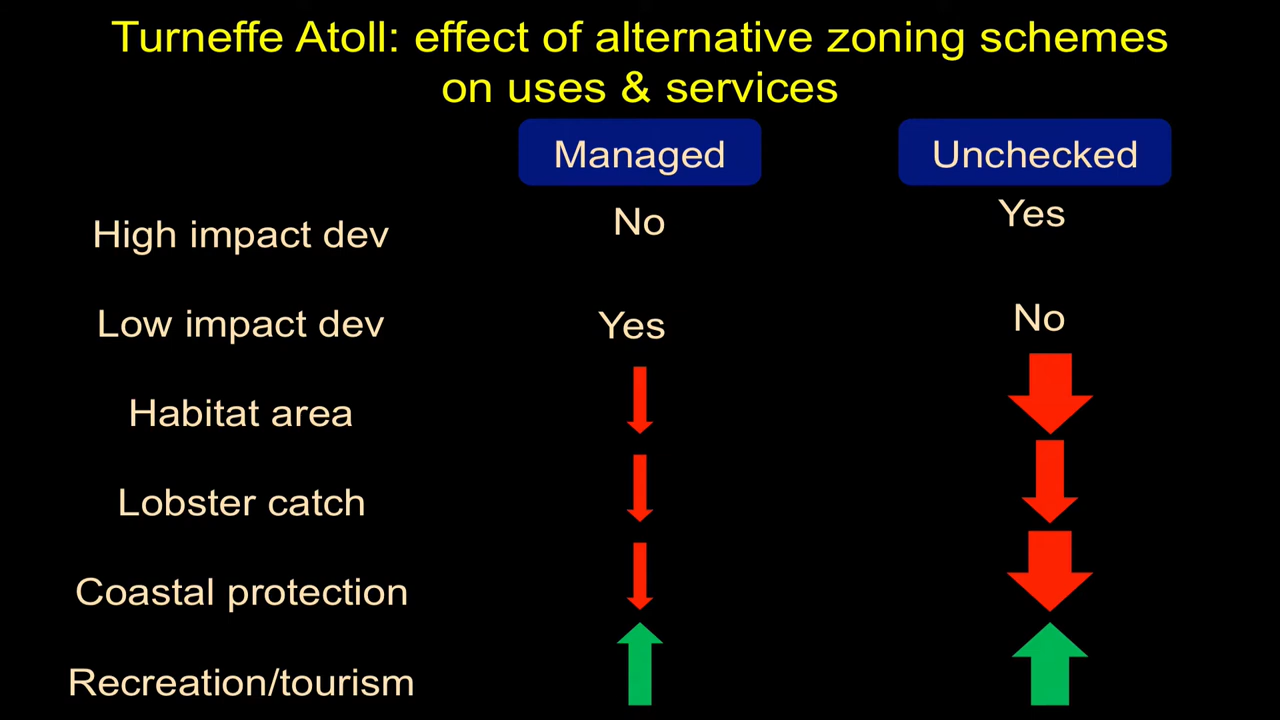 Turneffe Atoll: effect of alternative zoning schemes
on uses & services
Managed
Unchecked
High impact dev
No
Yes
Low impact dev
Yes
No
Habitat area
Lobster catch
Coastal protection
Recreation/tourism